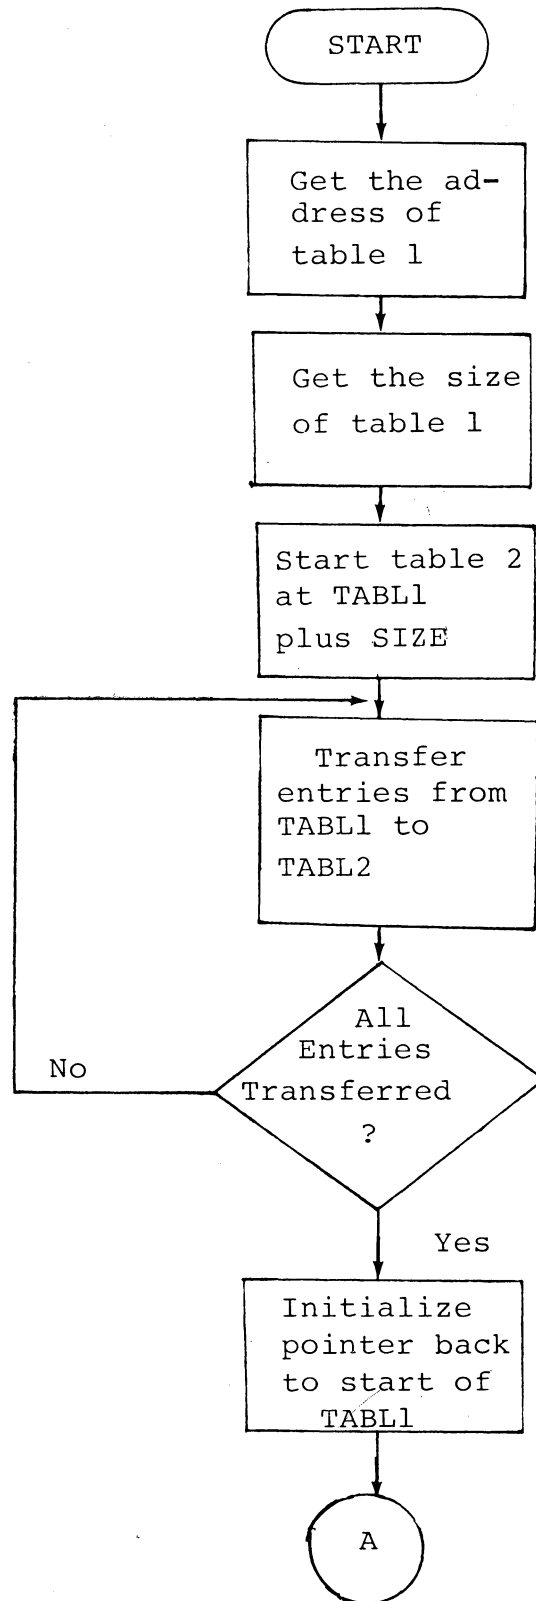 START
Get the ad-
dress of
table 1
Get the size
of table 1
Start table 2
at TABL1
plus SIZE
Transfer
entries from
TABL1 to
TABL2
All
Entries
Transferred
?
No
Yes
Initialize
pointer back
to start of
TABL1
A